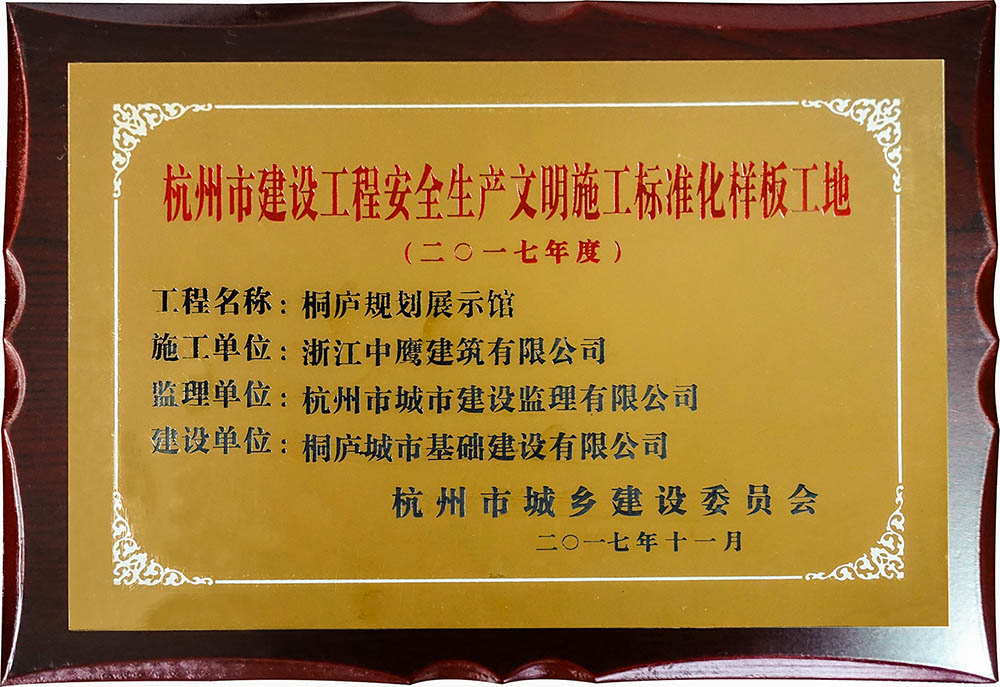 杭州市建设工程安全生产文明施工标准化样板工地
（二〇一七年度）
工程名称：桐庐规划展示馆
施工单位：浙江中鹰建筑有限公司
监理单位：杭州市城市建设监理有限公司
建设单位：桐庐城市基础建设有限公司
杭州市城乡建设委员会
二〇一七年十一月